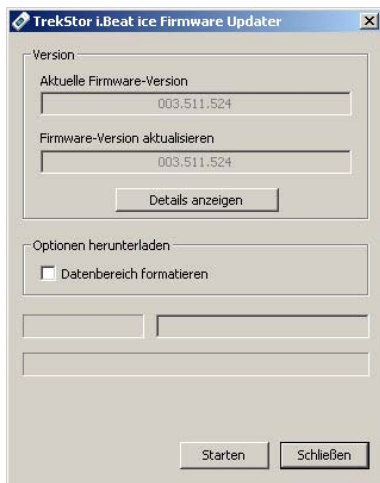 TrekStor i.Beat ice Firmware Updater
Version
Aktuelle Firmware-Version
003.511.524
Firmware-Version aktualisieren
003.511.524
Details anzeigen
Optionen herunterladen
Datenbereich formatieren
Starten
Schließen